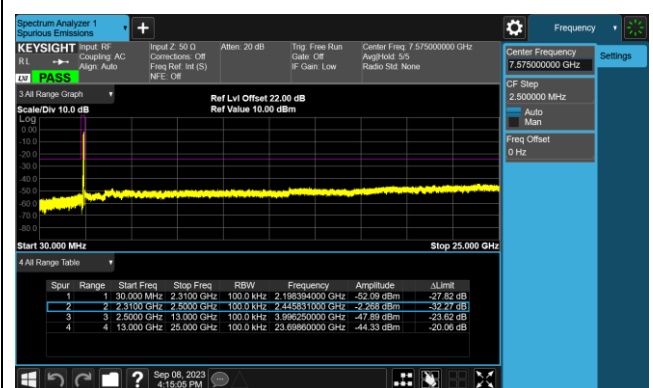 Spectrum Analyzer 1
Spurious Emissions
Frequency
KEYSIGHT Input: RF Input Z: 50 Ω Atten: 20 dB Trig: Free Run Center Freq: 7.575000000 GHz
RL Coupling: AC Corrections: Off Gate: Off Avg|Hold: 5/5
Align: Auto Freq Ref: Int (S) IF Gain: Low Radio Std: None
NFE: Off
PASS
Center Frequency
7.575000000 GHz
Settings
CF Step
2.500000 MHz
Auto
Man
Freq Offset
0 Hz
3 All Range Graph
Ref Lvl Offset 22.00 dB
Scale/Div 10.0 dB Ref Value 10.00 dBm
Log
0.00
-10.0
-20.0
-30.0
-40.0
-50.0
-60.0
-70.0
-80.0
Start 30.000 MHz Stop 25.000 GHz
4 All Range Table
Spur Range Start Freq Stop Freq RBW Frequency Amplitude ΔLimit
1 1 30.000 MHz 2.3100 GHz 100.0 kHz 2.198394000 GHz -52.09 dBm -27.82 dB
2 2 2.3100 GHz 2.5000 GHz 100.0 kHz 2.445831000 GHz -2.268 dBm -32.27 dB
3 3 2.5000 GHz 13.000 GHz 100.0 kHz 3.996250000 GHz -47.89 dBm -23.62 dB
4 4 13.000 GHz 25.000 GHz 100.0 kHz 23.69860000 GHz -44.33 dBm -20.06 dB
Sep 08, 2023
4:15:05 PM